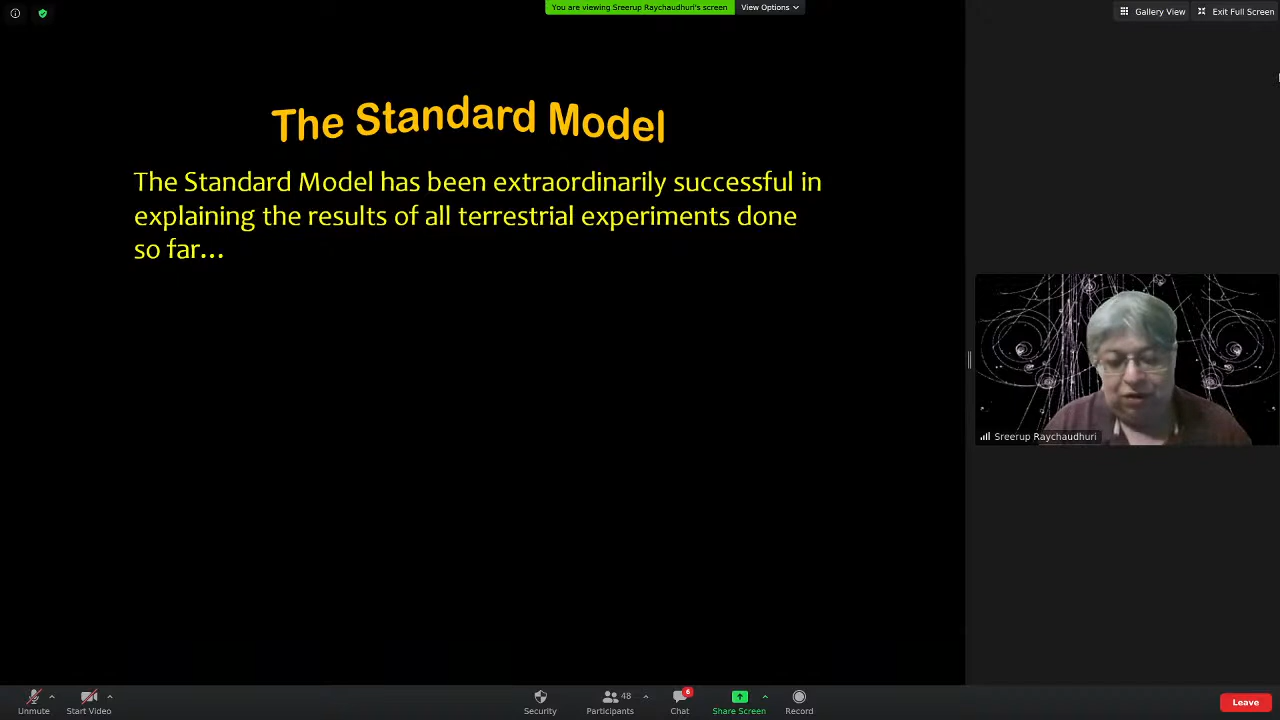 You are viewing Sreerup Raychaudhuri's screen
View Options
Gallery View
Exit Full Screen
The Standard Model
The Standard Model has been extraordinarily successful in
explaining the results of all terrestrial experiments done
so far...
Sreerup Raychaudhuri
Unmute
Start Video
Security
48
Participants
6
Chat
Share Screen
Record
Leave